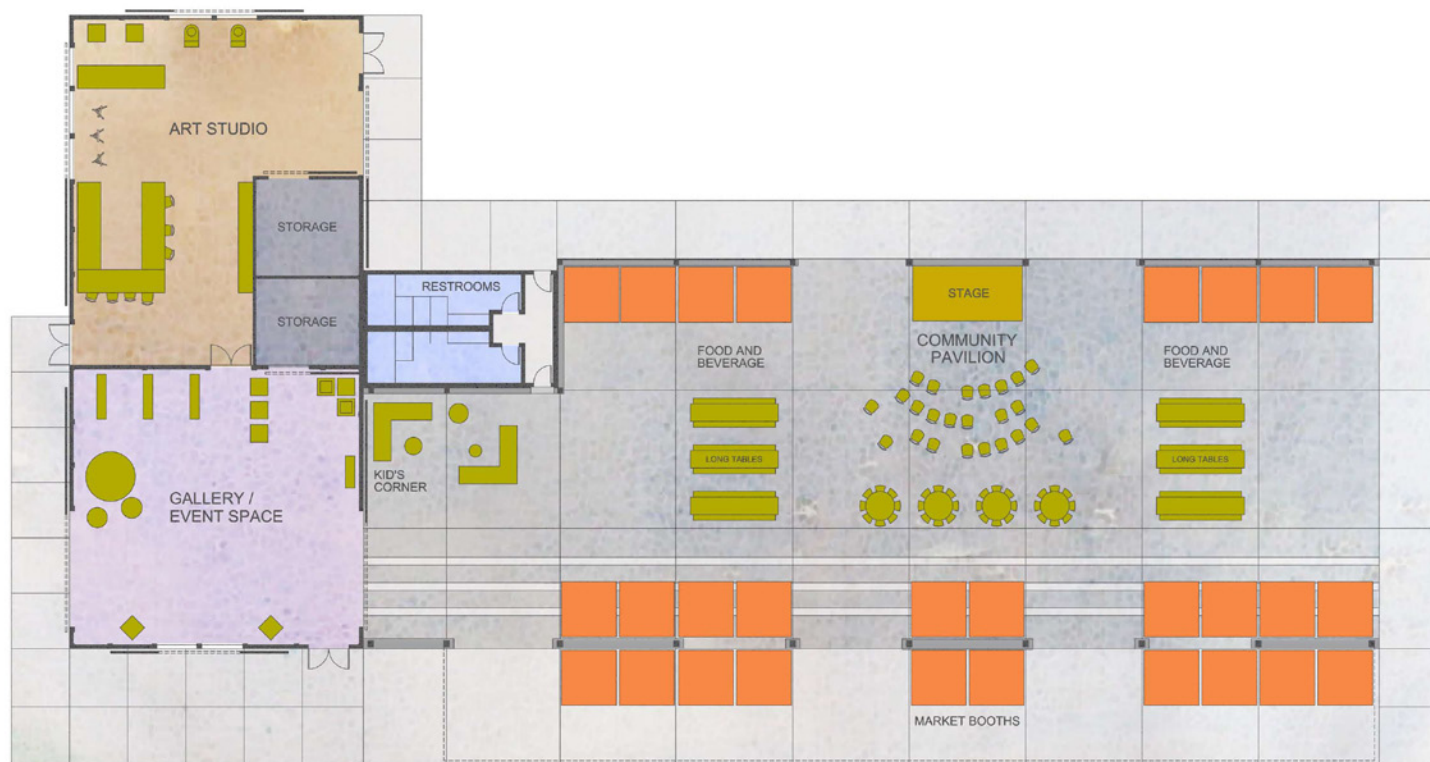 ART STUDIO
STORAGE
STORAGE
RESTROOMS
GALLERY /
EVENT SPACE
KID'S
CORNER
FOOD AND
BEVERAGE
LONG TABLES
STAGE
COMMUNITY
PAVILION
FOOD AND
BEVERAGE
LONG TABLES
MARKET BOOTHS